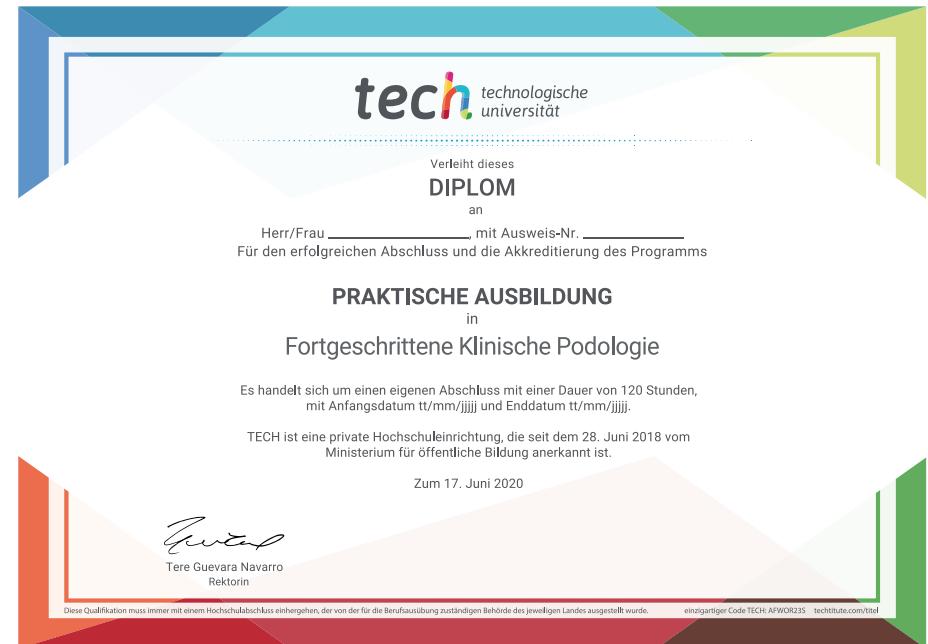 tech technologische
universität
Verleiht dieses
DIPLOM
an
Herr/Frau ____________, mit Ausweis-Nr. ____________
Für den erfolgreichen Abschluss und die Akkreditierung des Programms
PRAKTISCHE AUSBILDUNG
in
Fortgeschrittene Klinische Podologie
Es handelt sich um einen eigenen Abschluss mit einer Dauer von 120 Stunden,
mit Anfangsdatum tt/mm/jjjjj und Enddatum tt/mm/jjjjj.
TECH ist eine private Hochschuleinrichtung, die seit dem 28. Juni 2018 vom
Ministerium für öffentliche Bildung anerkannt ist.
Zum 17. Juni 2020
Tere Guevara Navarro
Rektorin
Diese Qualifikation muss immer mit einem Hochschulabschluss einhergehen, der von der für die Berufsausübung zuständigen Behörde des jeweiligen Landes ausgestellt wurde. einzigartiger Code TECH: AFWOR23S techtitute.com/titel